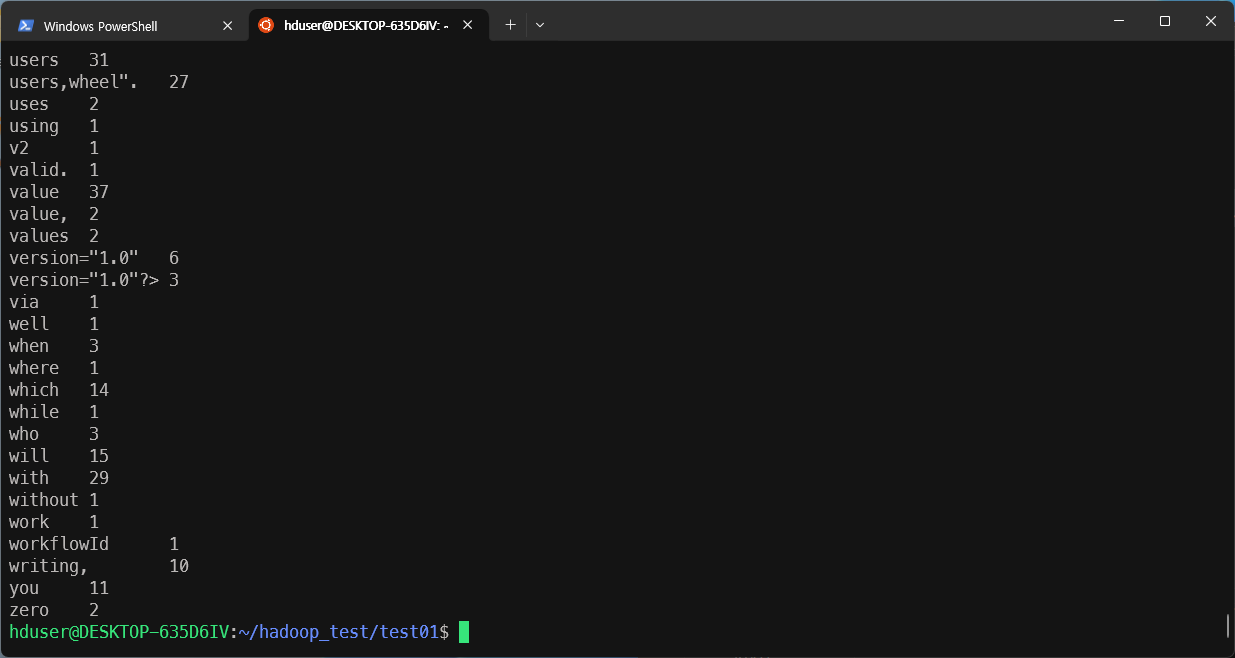 Windows PowerShell
hduser@DESKTOP-635D6IV: ~
users 31
users,wheel". 27
uses 2
using 1
v2 1
valid. 1
value 37
value, 2
values 2
version="1.0" 6
version="1.0"?> 3
via 1
well 1
when 3
where 1
which 14
while 1
who 3
will 15
with 29
without 1
work 1
workflowId 1
writing, 10
you 11
zero 2
hduser@DESKTOP-635D6IV:~/hadoop_test/test01$